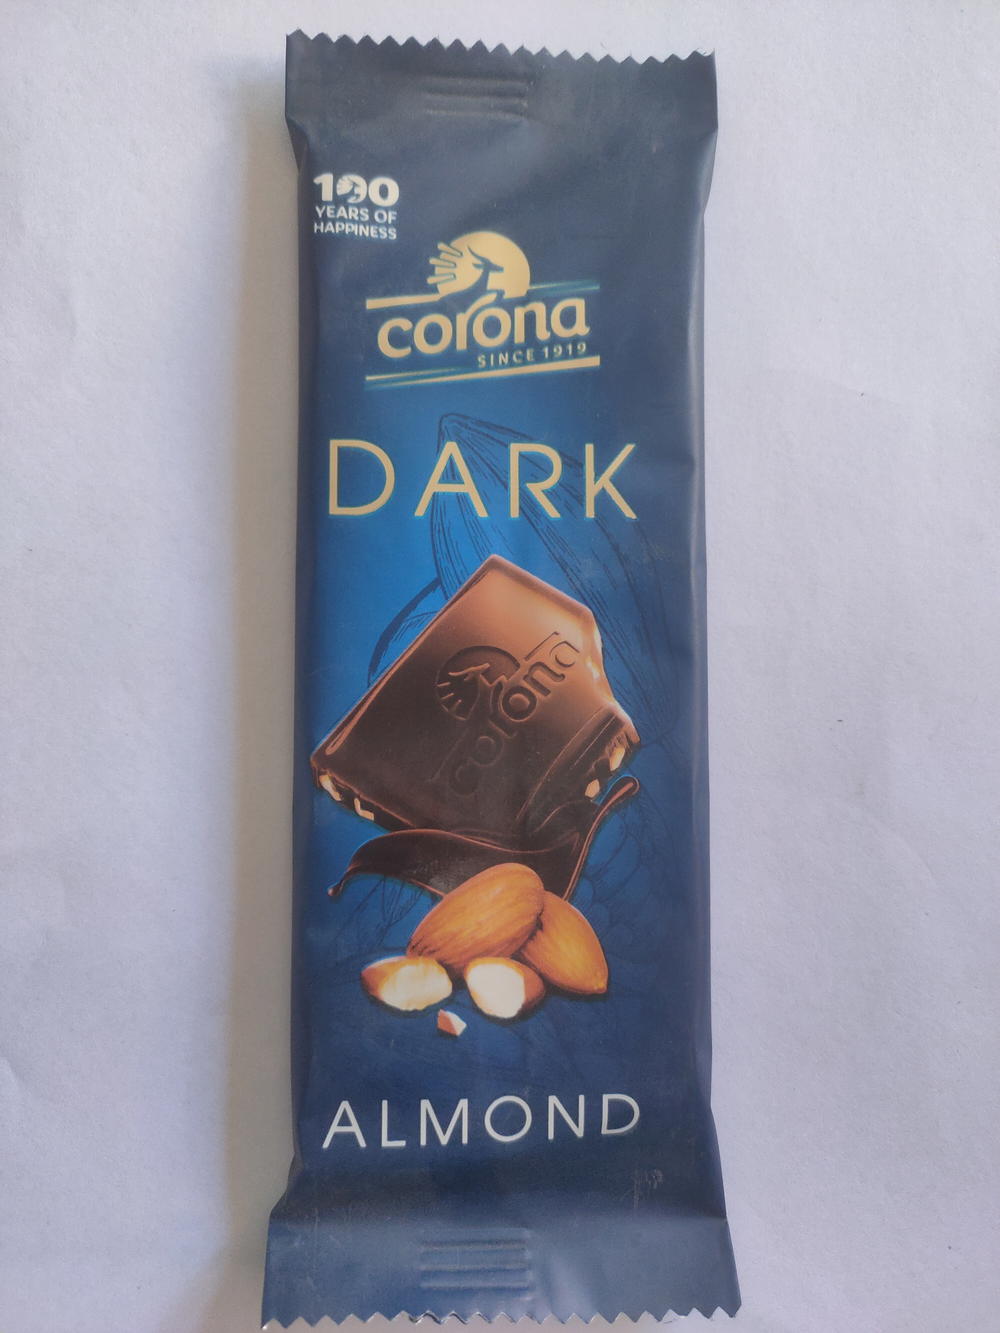 100
YEARS OF
HAPPINESS
corona
SINCE 1919
DARK
corona
ALMOND